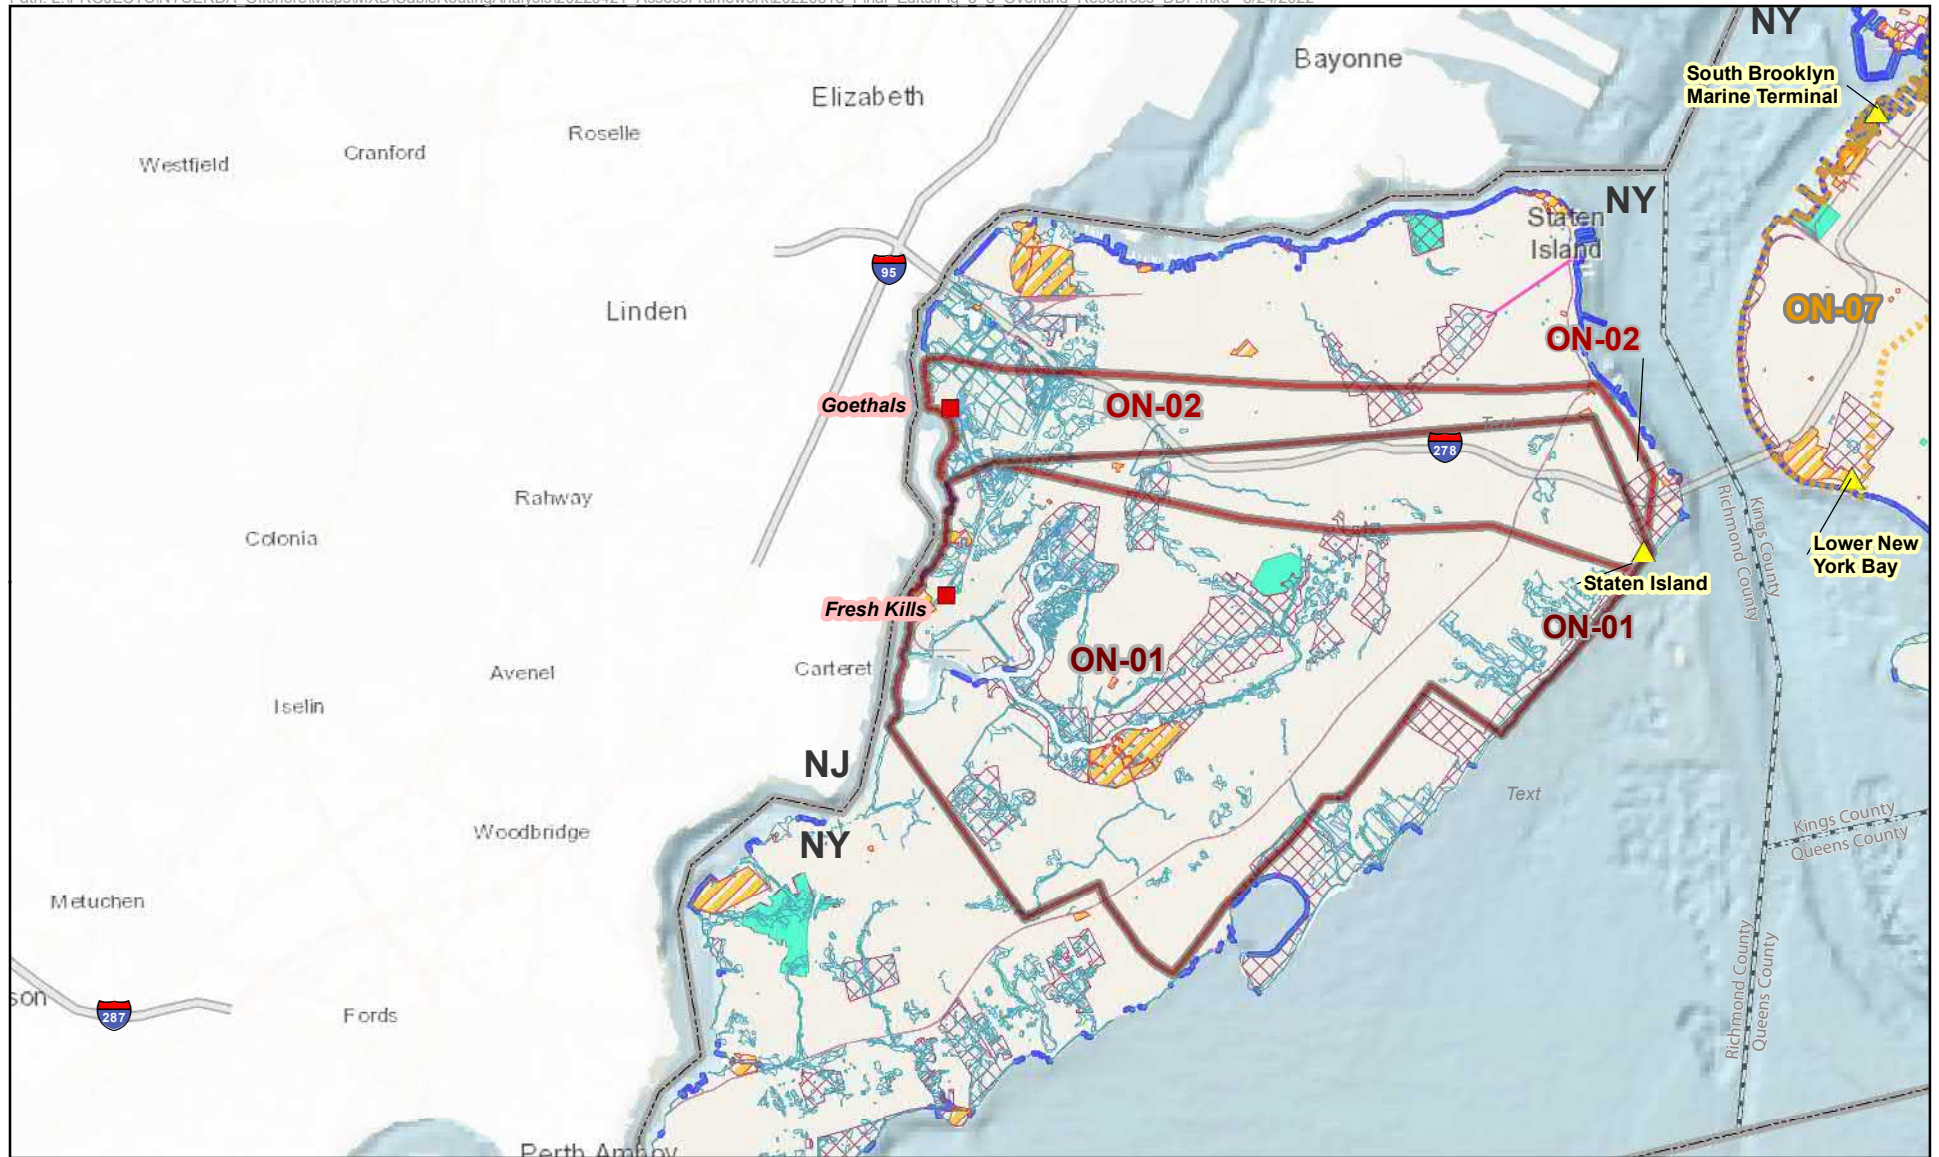 NY
Bayonne
South Brooklyn
Marine Terminal
Elizabeth
Roselle
Cranford
Westfield
NY
Staten
Island
95
Linden
ON-07
ON-02
Goethals
ON-02
Text
278
Rahway
Kings County
Richmond County
Colonia
Lower New
York Bay
Staten Island
Fresh Kills
ON-01
ON-01
Carteret
Avenel
Iselin
NJ
Text
Kings County
Queens County
Woodbridge
NY
Metuchen
Richmond County
Queens County
son
287
Fords
Perth Amboy